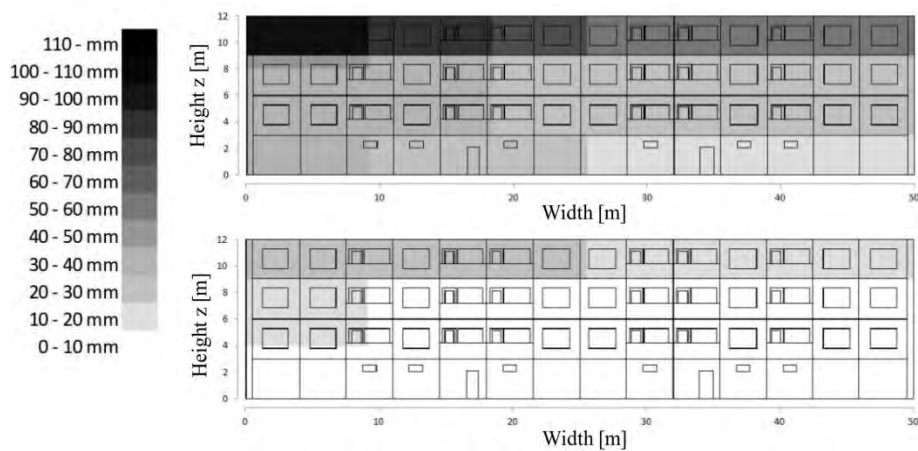 110 - mm
100 - 110 mm
90 - 100 mm
80 - 90 mm
70 - 80 mm
60 - 70 mm
50 - 60 mm
40 - 50 mm
30 - 40 mm
20 - 30 mm
10 - 20 mm
0 - 10 mm
Height z [m]
12
10
8
6
4
2
0
0 10 20 30 40 50
Width [m]
Height z [m]
12
10
8
6
4
2
0
0 10 20 30 40 50
Width [m]